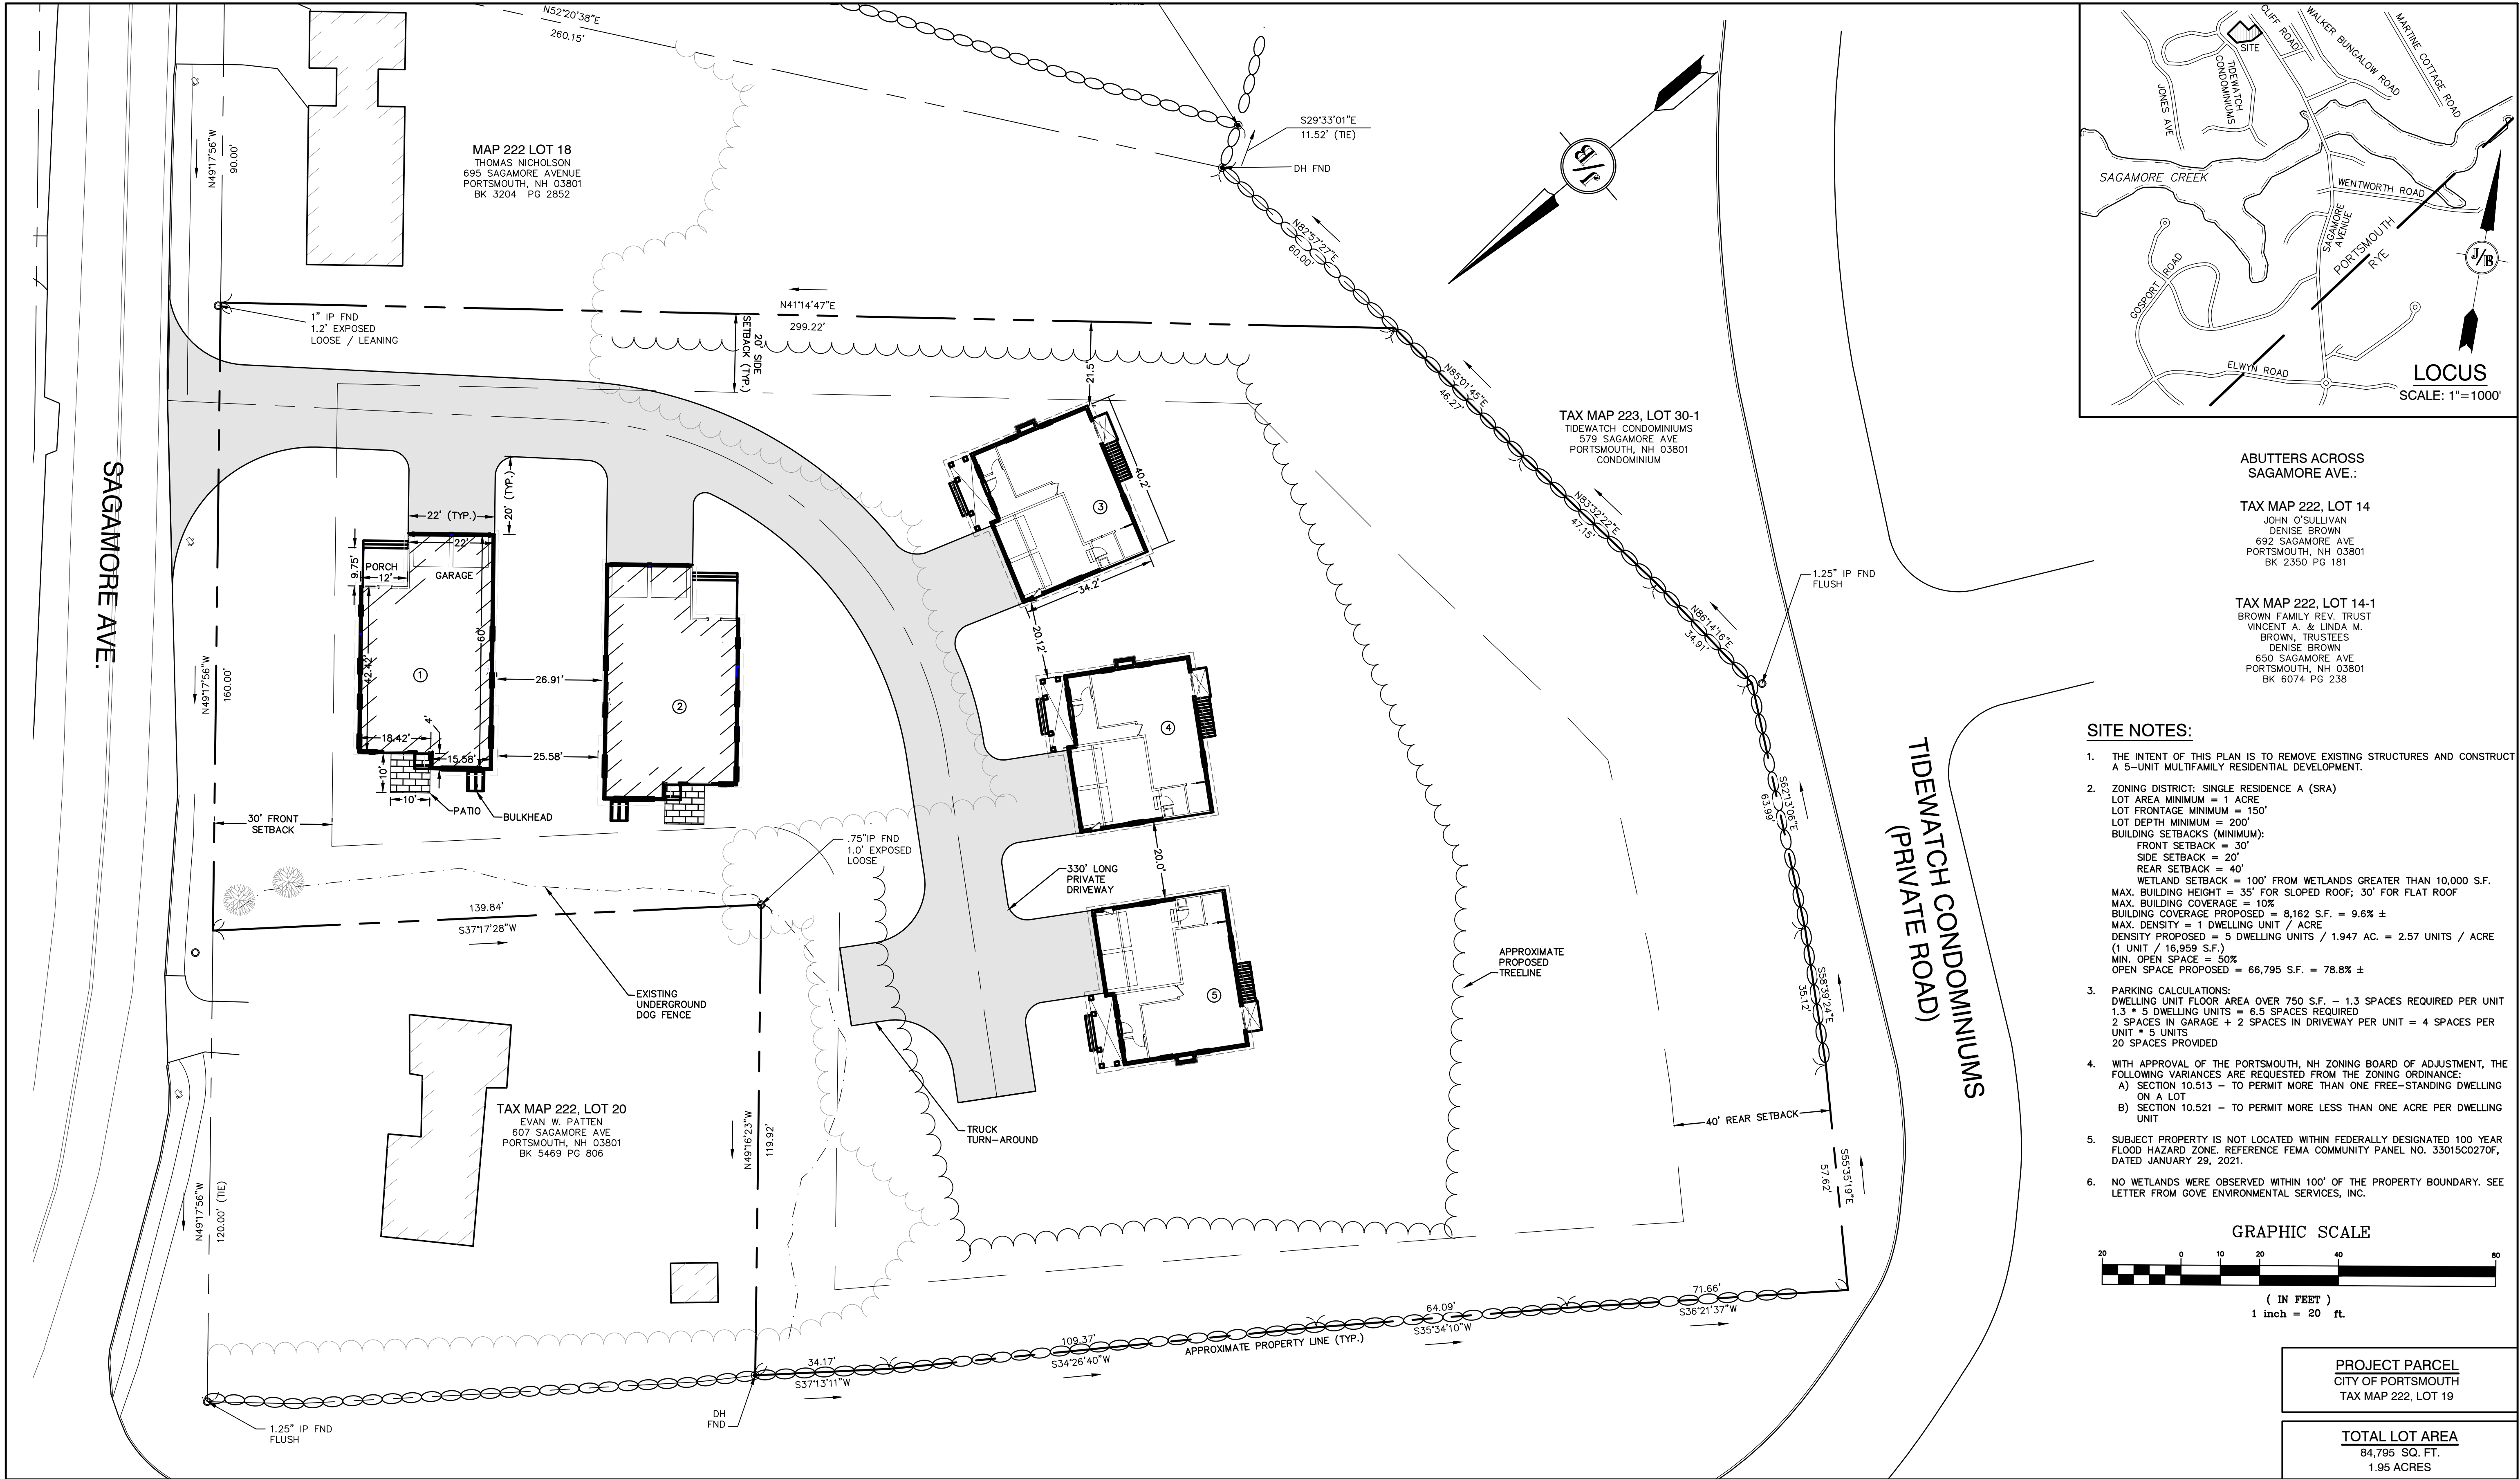 N52°20'38"E
260.15'
N49°17'56"W
90.00'
MAP 222 LOT 18
THOMAS NICHOLSON
695 SAGAMORE AVENUE
PORTSMOUTH, NH 03801
BK 3204 PG 2852
S29°33'01"E
11.52' (TIE)
DH FND
J/B
N82°57'27"E
60.00'
1" IP FND
1.2' EXPOSED
LOOSE / LEANING
N41°14'47"E
299.22'
20' SIDE
SETBACK (TYP.)
21.5'
N85°01'45"E
46.27'
TAX MAP 223, LOT 30-1
TIDEWATCH CONDOMINIUMS
579 SAGAMORE AVE
PORTSMOUTH, NH 03801
CONDOMINIUM
N83°32'22"E
47.15'
N86°14'16"E
34.91'
1.25" IP FND
FLUSH
SAGAMORE AVE.
22' (TYP.)
20' (TYP.)
22'
9.75'
PORCH
12'
GARAGE
60'
42.42'
1
4'
18.42'
15.58'
10'
10'
PATIO
BULKHEAD
26.91'
25.58'
2
3
40.2'
34.2'
20.12'
4
20.0'
5
N49°17'56"W
160.00'
30' FRONT
SETBACK
.75"IP FND
1.0' EXPOSED
LOOSE
330' LONG
PRIVATE
DRIVEWAY
139.84'
S37°17'28"W
EXISTING
UNDERGROUND
DOG FENCE
APPROXIMATE
PROPOSED
TREELINE
S62°13'06"E
63.99'
S58°39'24"E
35.12'
TIDEWATCH CONDOMINIUMS
(PRIVATE ROAD)
40' REAR SETBACK
S55°35'19"E
57.62'
TAX MAP 222, LOT 20
EVAN W. PATTEN
607 SAGAMORE AVE
PORTSMOUTH, NH 03801
BK 5469 PG 806
N49°16'23"W
119.92'
TRUCK
TURN-AROUND
N49°17'56"W
120.00' (TIE)
71.66'
S36°21'37"W
64.09'
S35°34'10"W
109.37'
S34°26'40"W
APPROXIMATE PROPERTY LINE (TYP.)
34.17'
S37°13'11"W
DH
FND
1.25" IP FND
FLUSH
CLIFF ROAD
WALKER BUNGALOW ROAD
MARTINE COTTAGE ROAD
SITE
TIDEWATCH
CONDOMINIUMS
JONES AVE
SAGAMORE CREEK
WENTWORTH ROAD
SAGAMORE
AVENUE
PORTSMOUTH
RYE
GOSPORT ROAD
ELWYN ROAD
J/B
LOCUS
SCALE: 1"=1000'
ABUTTERS ACROSS
SAGAMORE AVE.:
TAX MAP 222, LOT 14
JOHN O'SULLIVAN
DENISE BROWN
692 SAGAMORE AVE
PORTSMOUTH, NH 03801
BK 2350 PG 181
TAX MAP 222, LOT 14-1
BROWN FAMILY REV. TRUST
VINCENT A. & LINDA M.
BROWN, TRUSTEES
DENISE BROWN
650 SAGAMORE AVE
PORTSMOUTH, NH 03801
BK 6074 PG 238
SITE NOTES:
1. THE INTENT OF THIS PLAN IS TO REMOVE EXISTING STRUCTURES AND CONSTRUCT
A 5-UNIT MULTIFAMILY RESIDENTIAL DEVELOPMENT.
2. ZONING DISTRICT: SINGLE RESIDENCE A (SRA)
LOT AREA MINIMUM = 1 ACRE
LOT FRONTAGE MINIMUM = 150'
LOT DEPTH MINIMUM = 200'
BUILDING SETBACKS (MINIMUM):
FRONT SETBACK = 30'
SIDE SETBACK = 20'
REAR SETBACK = 40'
WETLAND SETBACK = 100' FROM WETLANDS GREATER THAN 10,000 S.F.
MAX. BUILDING HEIGHT = 35' FOR SLOPED ROOF; 30' FOR FLAT ROOF
MAX. BUILDING COVERAGE = 10%
BUILDING COVERAGE PROPOSED = 8,162 S.F. = 9.6% ±
MAX. DENSITY = 1 DWELLING UNIT / ACRE
DENSITY PROPOSED = 5 DWELLING UNITS / 1.947 AC. = 2.57 UNITS / ACRE
(1 UNIT / 16,959 S.F.)
MIN. OPEN SPACE = 50%
OPEN SPACE PROPOSED = 66,795 S.F. = 78.8% ±
3. PARKING CALCULATIONS:
DWELLING UNIT FLOOR AREA OVER 750 S.F. – 1.3 SPACES REQUIRED PER UNIT
1.3 * 5 DWELLING UNITS = 6.5 SPACES REQUIRED
2 SPACES IN GARAGE + 2 SPACES IN DRIVEWAY PER UNIT = 4 SPACES PER
UNIT * 5 UNITS
20 SPACES PROVIDED
4. WITH APPROVAL OF THE PORTSMOUTH, NH ZONING BOARD OF ADJUSTMENT, THE
FOLLOWING VARIANCES ARE REQUESTED FROM THE ZONING ORDINANCE:
A) SECTION 10.513 – TO PERMIT MORE THAN ONE FREE-STANDING DWELLING
ON A LOT
B) SECTION 10.521 – TO PERMIT MORE LESS THAN ONE ACRE PER DWELLING
UNIT
5. SUBJECT PROPERTY IS NOT LOCATED WITHIN FEDERALLY DESIGNATED 100 YEAR
FLOOD HAZARD ZONE. REFERENCE FEMA COMMUNITY PANEL NO. 33015C0270F,
DATED JANUARY 29, 2021.
6. NO WETLANDS WERE OBSERVED WITHIN 100' OF THE PROPERTY BOUNDARY. SEE
LETTER FROM GOVE ENVIRONMENTAL SERVICES, INC.
GRAPHIC SCALE
20 0 10 20 40 80
( IN FEET )
1 inch = 20 ft.
PROJECT PARCEL
CITY OF PORTSMOUTH
TAX MAP 222, LOT 19
TOTAL LOT AREA
84,795 SQ. FT.
1.95 ACRES